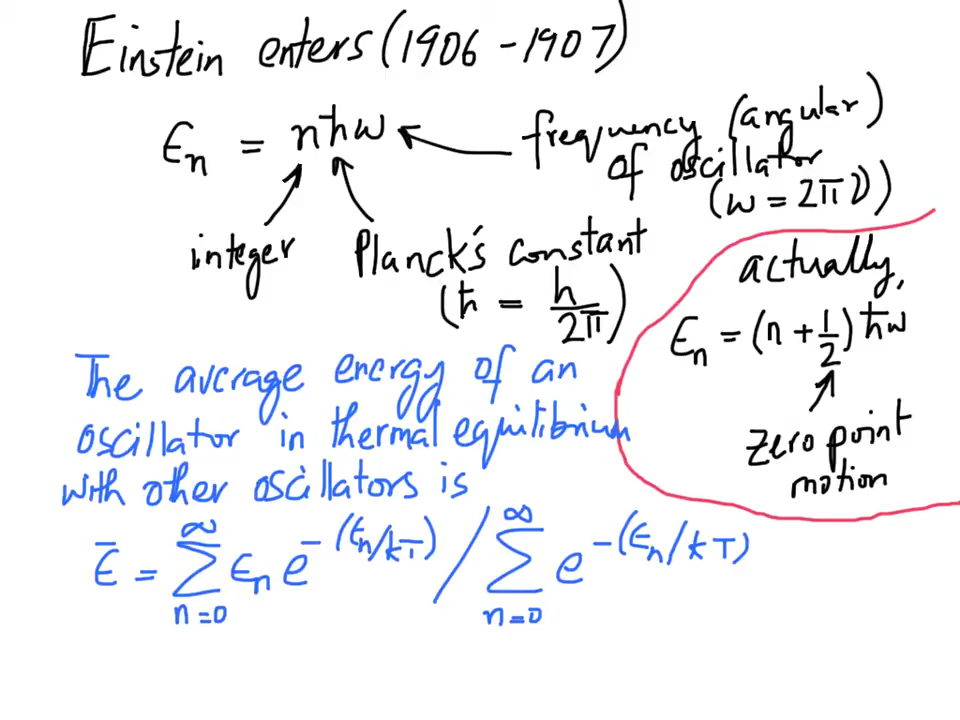 Einstein enters (1906 - 1907)
ϵn = nħω
frequency (angular)
of oscillator
(ω = 2πν)
integer
Planck's constant
(ħ = h/2π)
actually,
ϵn = (n + 1/2) ħω
zero point
motion
The average energy of an
oscillator in thermal equilibrium
with other oscillators is
ϵ̄ = ∑_{n=0}^{∞} ϵn e^{-(ϵn/kT)} / ∑_{n=0}^{∞} e^{-(ϵn/kT)}